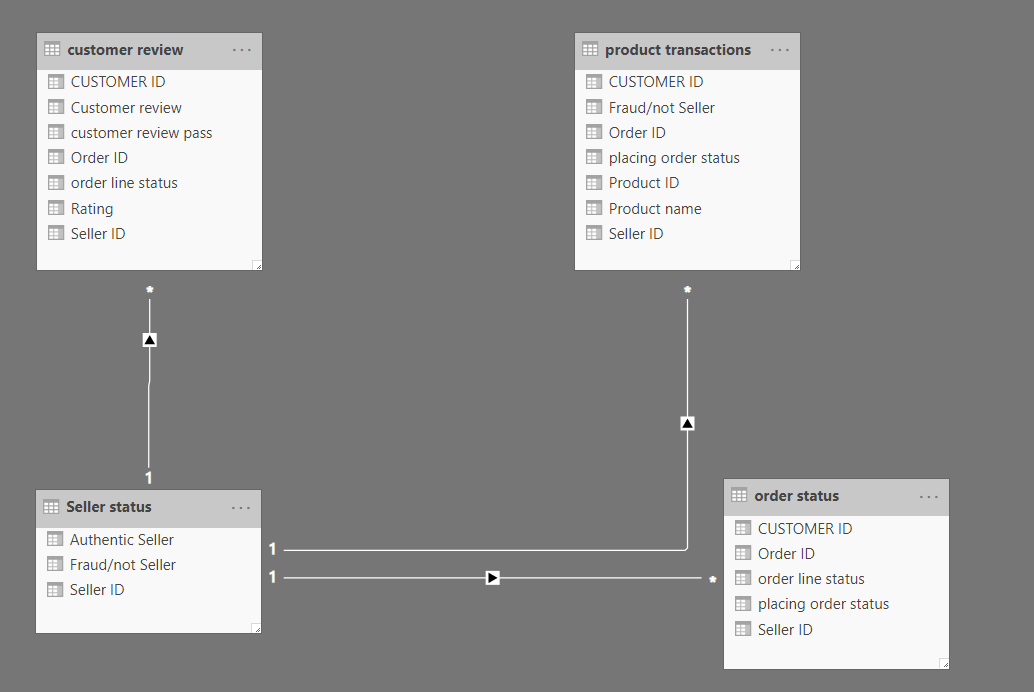 customer review
CUSTOMER ID
Customer review
customer review pass
Order ID
order line status
Rating
Seller ID
product transactions
CUSTOMER ID
Fraud/not Seller
Order ID
placing order status
Product ID
Product name
Seller ID
*
*
1
Seller status
Authentic Seller
Fraud/not Seller
Seller ID
1
1
*
order status
CUSTOMER ID
Order ID
order line status
placing order status
Seller ID